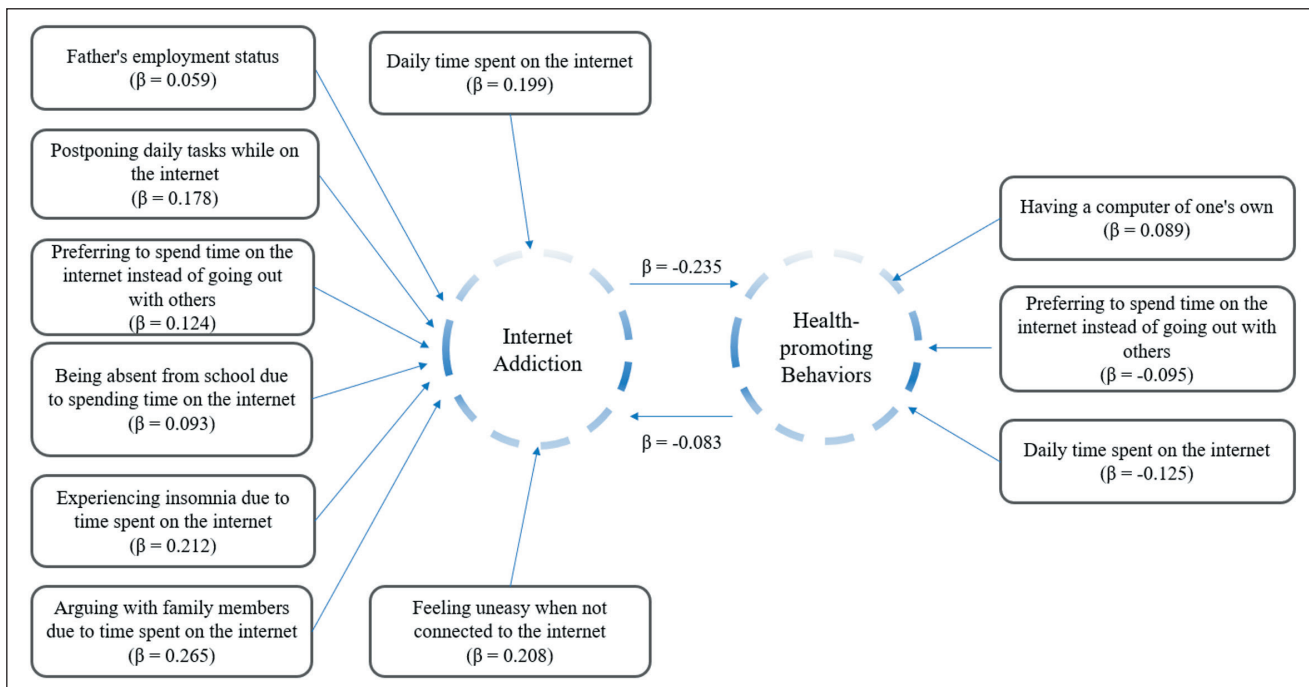 Father's employment status
(β = 0.059)
Postponing daily tasks while on
the internet
(β = 0.178)
Preferring to spend time on the
internet instead of going out
with others
(β = 0.124)
Being absent from school due
to spending time on the internet
(β = 0.093)
Experiencing insomnia due to
time spent on the internet
(β = 0.212)
Arguing with family members
due to time spent on the internet
(β = 0.265)
Daily time spent on the internet
(β = 0.199)
Internet
Addiction
Feeling uneasy when not
connected to the internet
(β = 0.208)
β = -0.235
β = -0.083
Health-
promoting
Behaviors
Having a computer of one's own
(β = 0.089)
Preferring to spend time on the
internet instead of going out with
others
(β = -0.095)
Daily time spent on the internet
(β = -0.125)